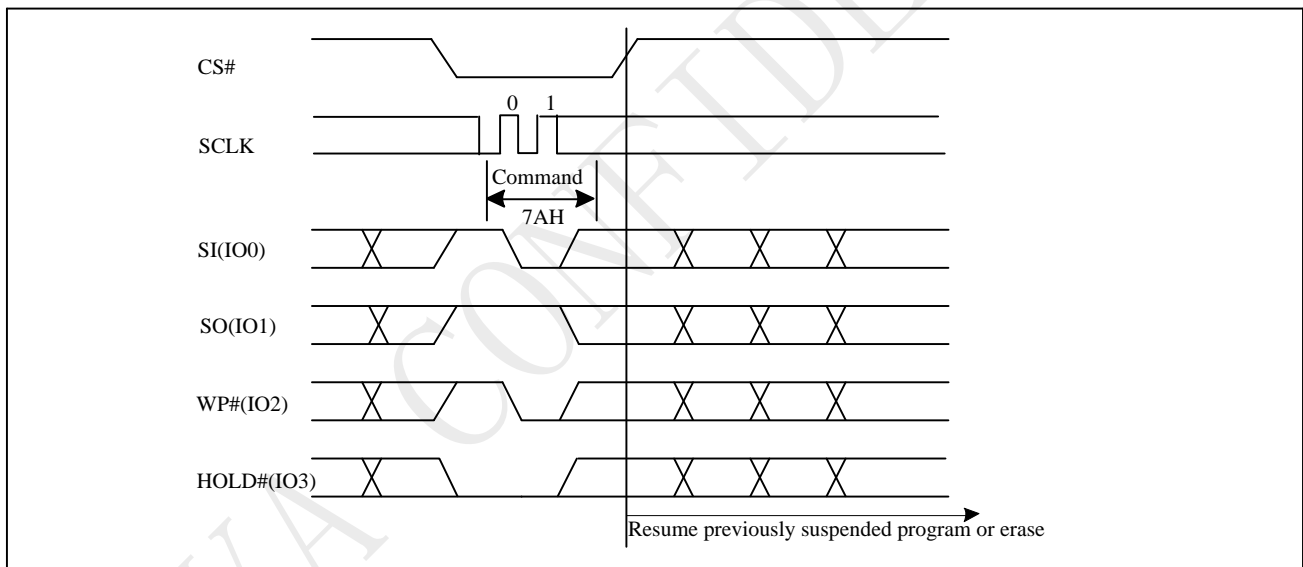 CS#
0 1
SCLK
Command
7AH
SI(IO0)
SO(IO1)
WP#(IO2)
HOLD#(IO3)
Resume previously suspended program or erase